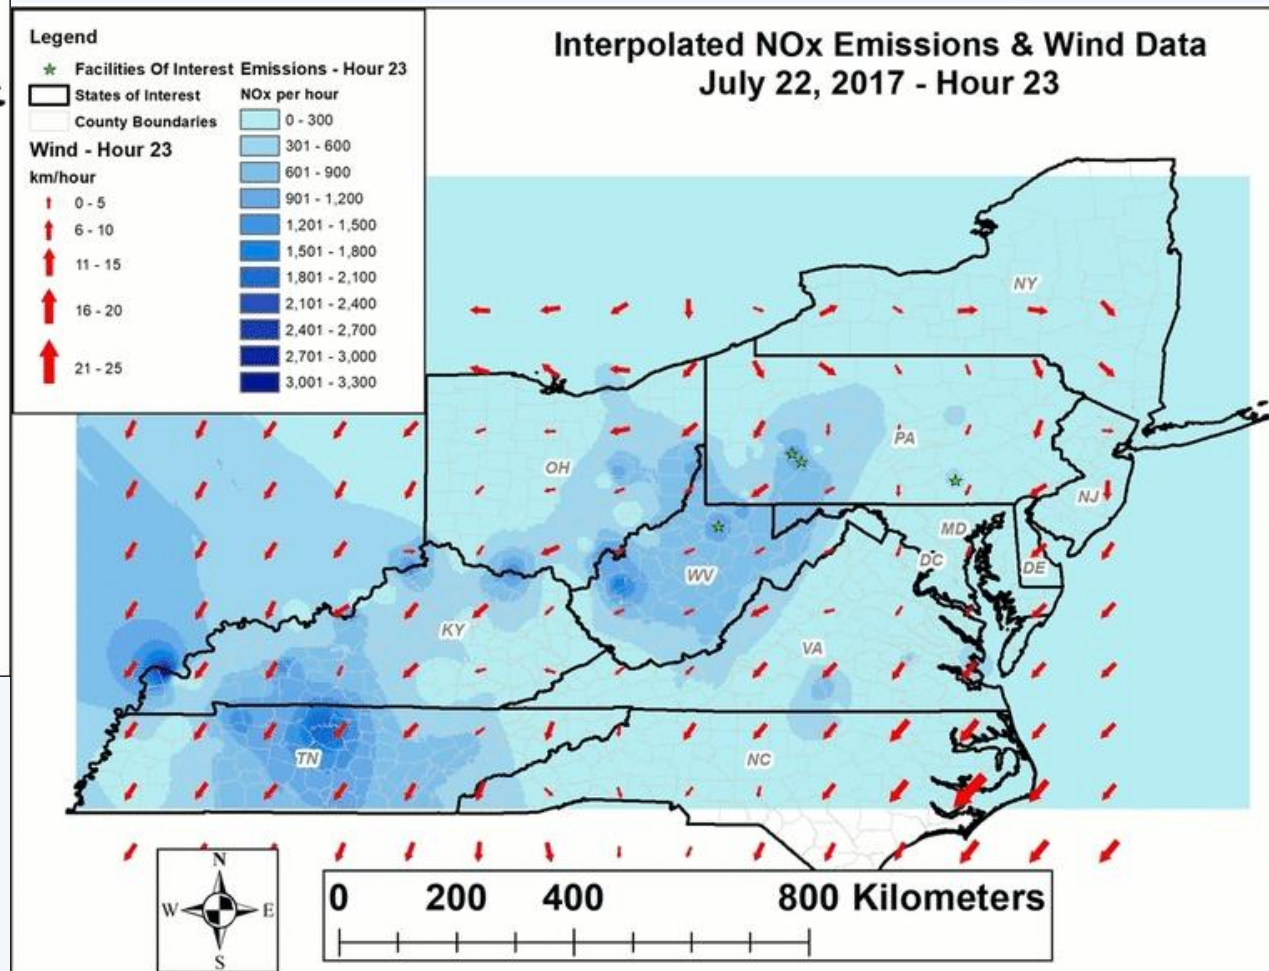 Interpolated NOx Emissions & Wind Data
July 22, 2017 - Hour 23
Legend
Facilities Of Interest
States of Interest
County Boundaries
Wind - Hour 23
km/hour
0 - 5
6 - 10
11 - 15
16 - 20
21 - 25
Emissions - Hour 23
NOx per hour
0 - 300
301 - 600
601 - 900
901 - 1,200
1,201 - 1,500
1,501 - 1,800
1,801 - 2,100
2,101 - 2,400
2,401 - 2,700
2,701 - 3,000
3,001 - 3,300
NY
PA
OH
NJ
MD
DC
DE
WV
KY
VA
TN
NC
N
W
E
S
0 200 400 800 Kilometers